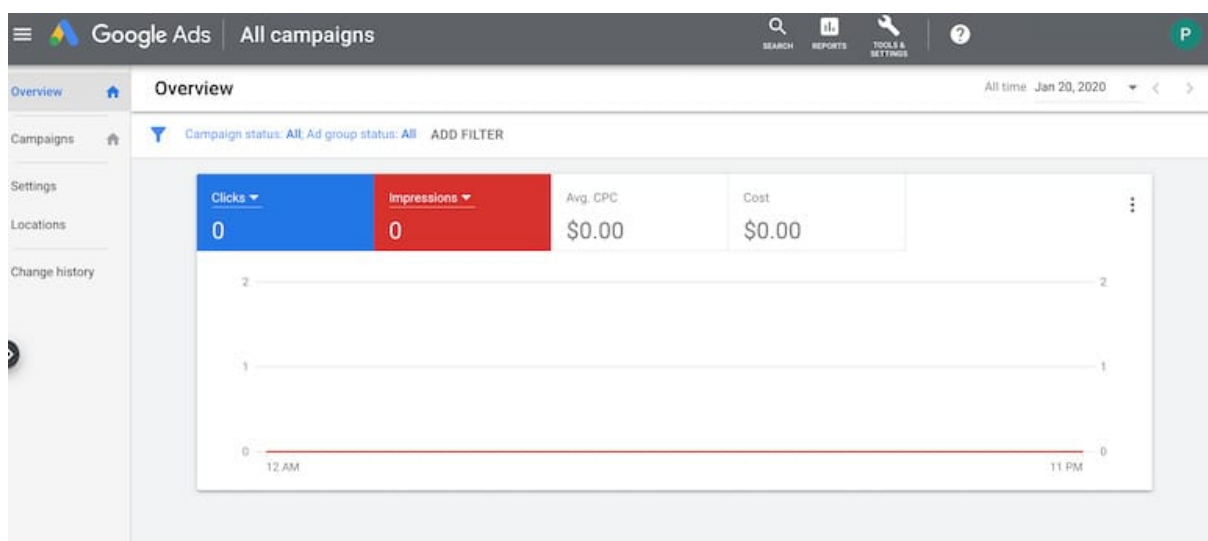 Google Ads All campaigns
SEARCH REPORTS TOOLS & SETTINGS ? P
Overview
Campaigns
Settings
Locations
Change history
Overview
All time Jan 20, 2020
Campaign status: All; Ad group status: All ADD FILTER
Clicks Impressions Avg. CPC Cost
0 0 $0.00 $0.00
2 2
1 1
0 0
12 AM 11 PM